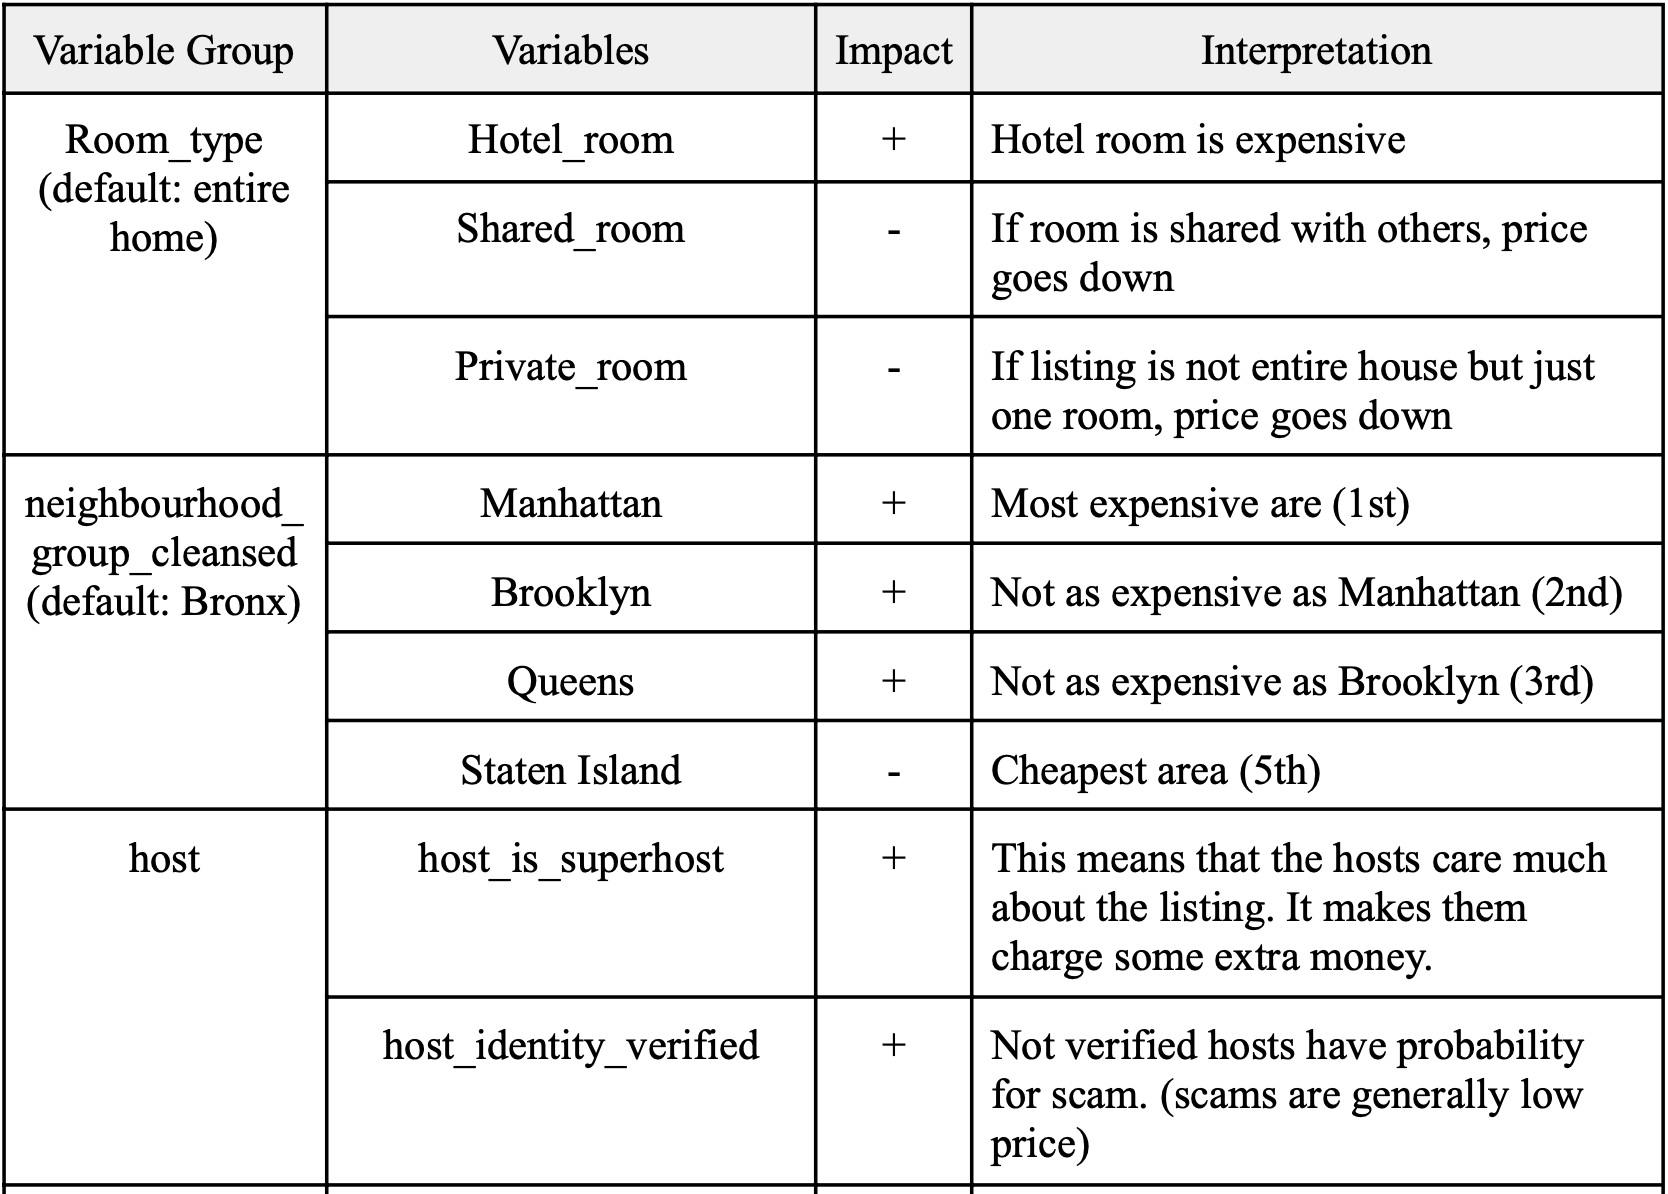 Variable Group Variables Impact Interpretation
Room_type
(default: entire
home)
Hotel_room + Hotel room is expensive
Shared_room - If room is shared with others, price
goes down
Private_room - If listing is not entire house but just
one room, price goes down
neighbourhood_
group_cleansed
(default: Bronx)
Manhattan + Most expensive are (1st)
Brooklyn + Not as expensive as Manhattan (2nd)
Queens + Not as expensive as Brooklyn (3rd)
Staten Island - Cheapest area (5th)
host
host_is_superhost + This means that the hosts care much
about the listing. It makes them
charge some extra money.
host_identity_verified + Not verified hosts have probability
for scam. (scams are generally low
price)